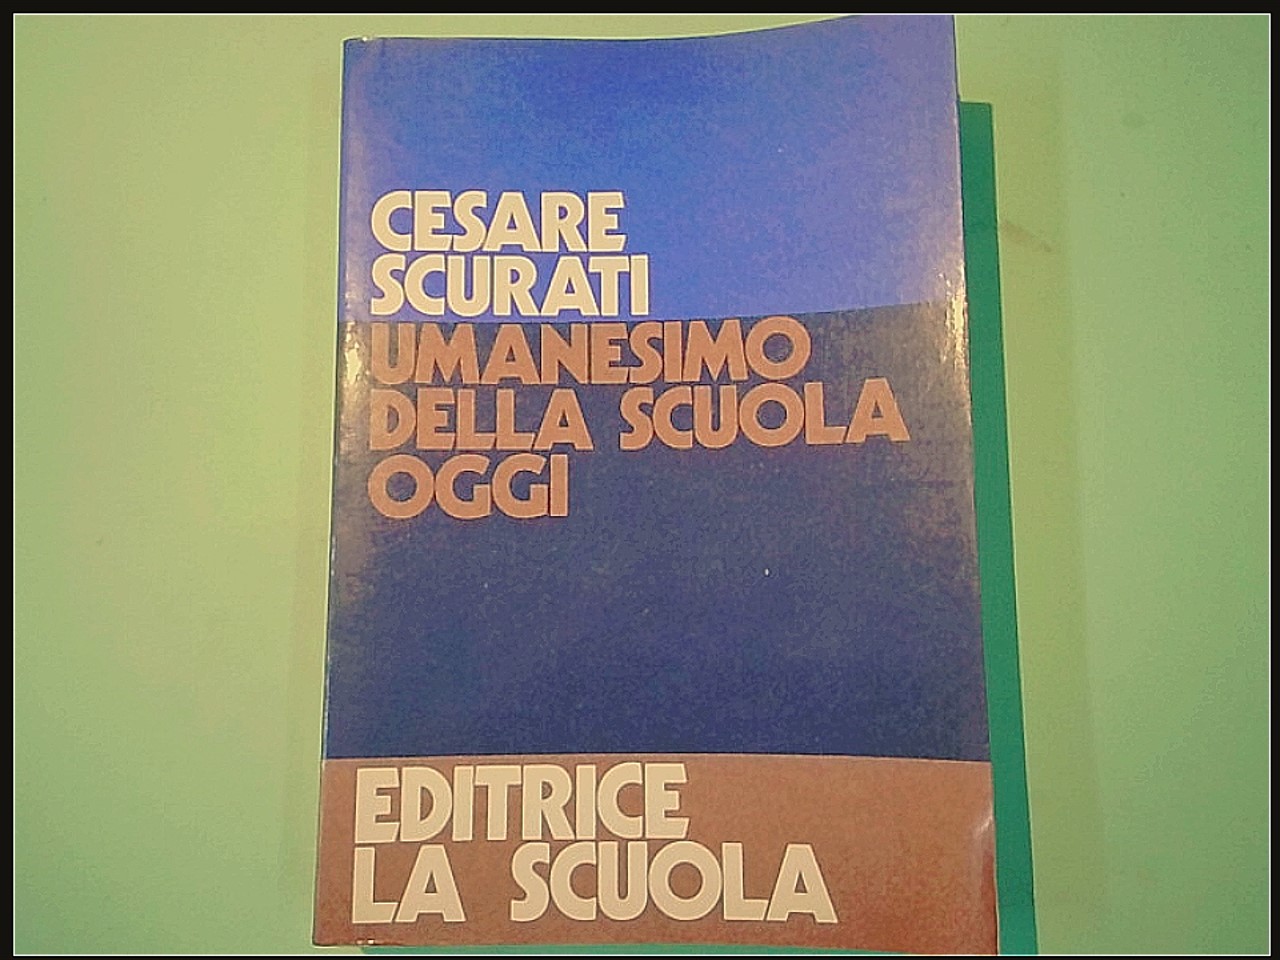 CESARE
SCURATI
UMANESIMO
DELLA SCUOLA
OGGI
EDITRICE
LA SCUOLA